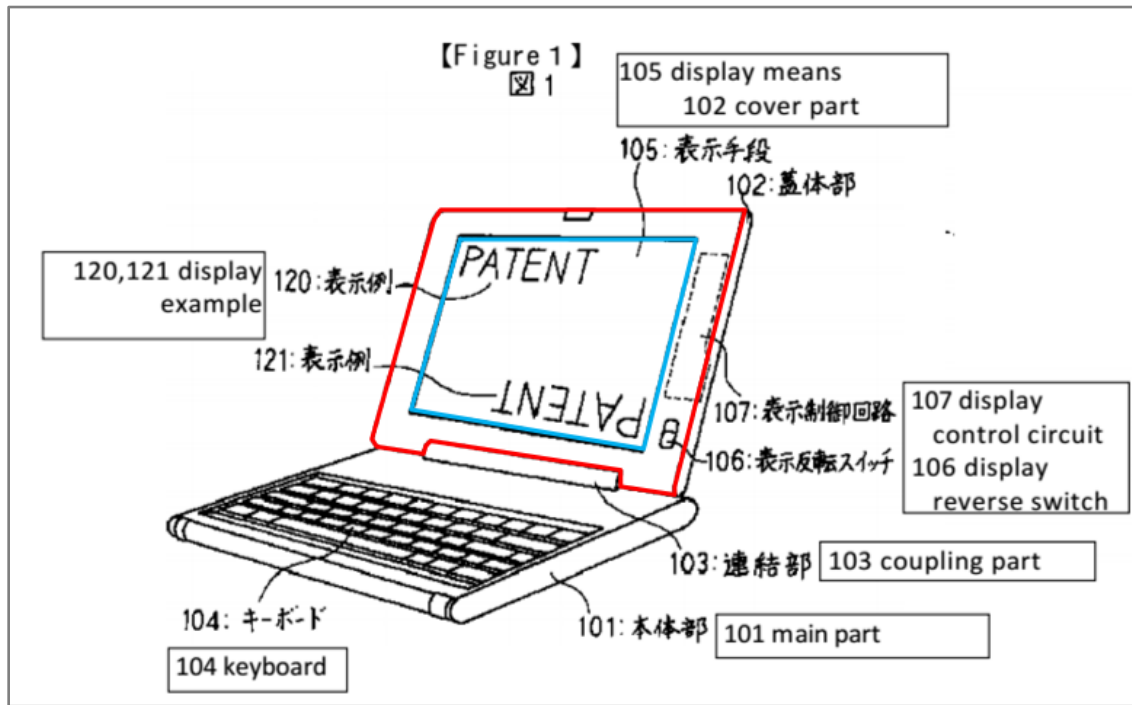 【Figure 1】
図1
105 display means
102 cover part
105:表示手段
102:蓋体部
120,121 display
example
PATENT
120:表示例
121:表示例
PATENT
107:表示制御回路
107 display
control circuit
106:表示反転スイッチ
106 display
reverse switch
103:連結部
103 coupling part
104:キーボード
101:本体部
101 main part
104 keyboard